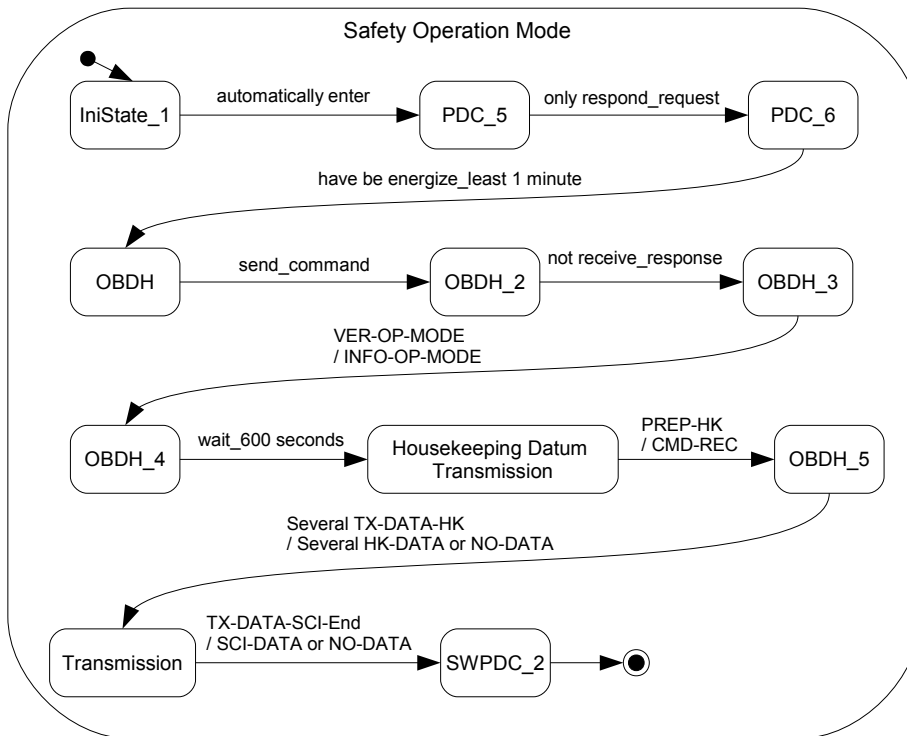 Safety Operation Mode
IniState_1
automatically enter
PDC_5
only respond_request
PDC_6
have be energize_least 1 minute
OBDH
send_command
OBDH_2
not receive_response
OBDH_3
VER-OP-MODE
/ INFO-OP-MODE
OBDH_4
wait_600 seconds
Housekeeping Datum
Transmission
PREP-HK
/ CMD-REC
OBDH_5
Several TX-DATA-HK
/ Several HK-DATA or NO-DATA
Transmission
TX-DATA-SCI-End
/ SCI-DATA or NO-DATA
SWPDC_2